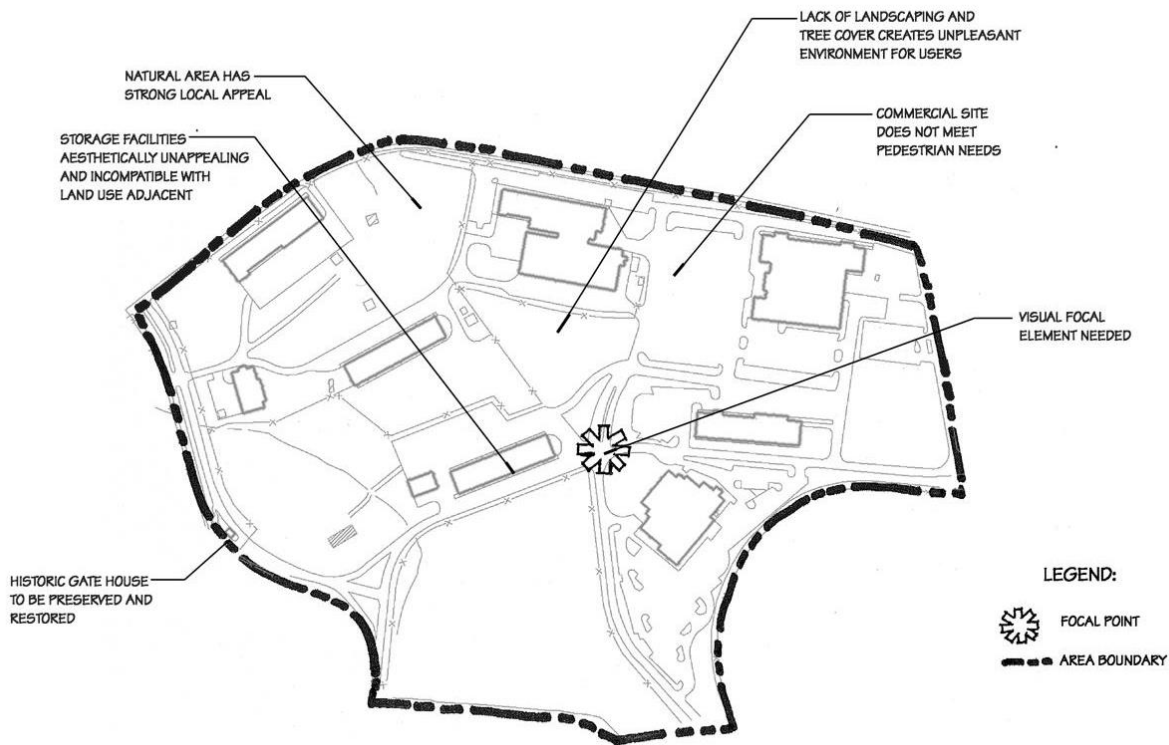 LACK OF LANDSCAPING AND
TREE COVER CREATES UNPLEASANT
ENVIRONMENT FOR USERS
NATURAL AREA HAS
STRONG LOCAL APPEAL
COMMERCIAL SITE
DOES NOT MEET
PEDESTRIAN NEEDS
STORAGE FACILITIES
AESTHETICALLY UNAPPEALING
AND INCOMPATIBLE WITH
LAND USE ADJACENT
VISUAL FOCAL
ELEMENT NEEDED
HISTORIC GATE HOUSE
TO BE PRESERVED AND
RESTORED
LEGEND:
FOCAL POINT
AREA BOUNDARY